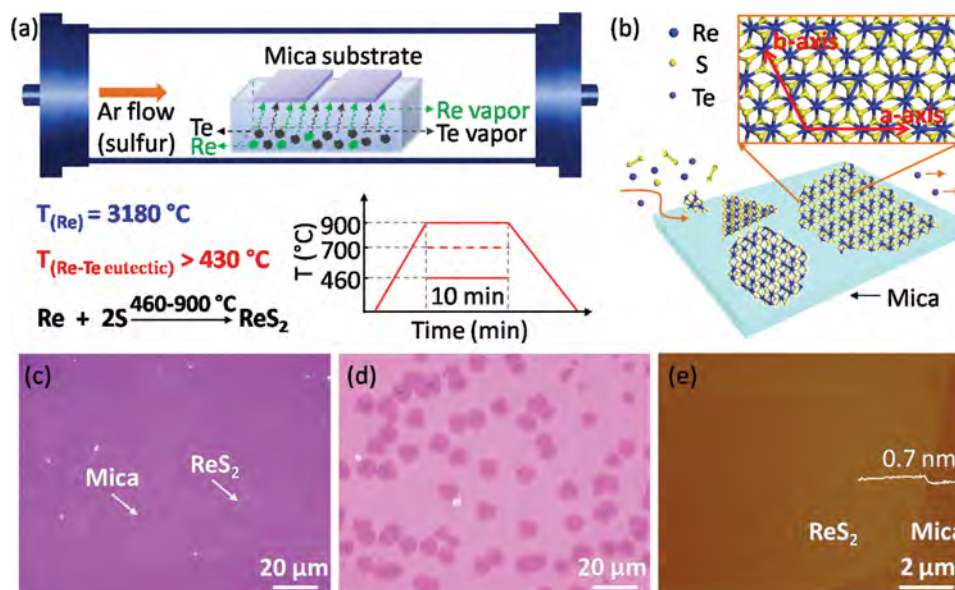 (a)
Mica substrate
Ar flow
(sulfur)
Te
Re
Re vapor
Te vapor
T(Re) = 3180 °C
T(Re-Te eutectic) > 430 °C
Re + 2S 460-900 °C ReS2
T (°C)
900
700
460
10 min
Time (min)
(b)
Re
S
Te
b-axis
a-axis
Mica
(c)
Mica
ReS2
20 μm
(d)
20 μm
(e)
0.7 nm
ReS2
Mica
2 μm